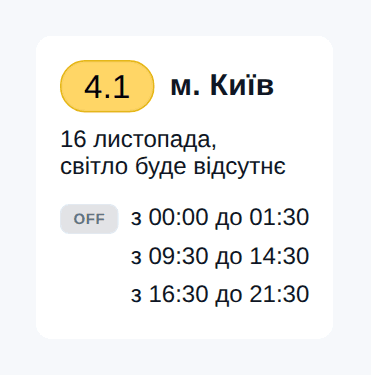 4.1 м. Київ
16 листопада,
світло буде відсутнє
OFF з 00:00 до 01:30
з 09:30 до 14:30
з 16:30 до 21:30